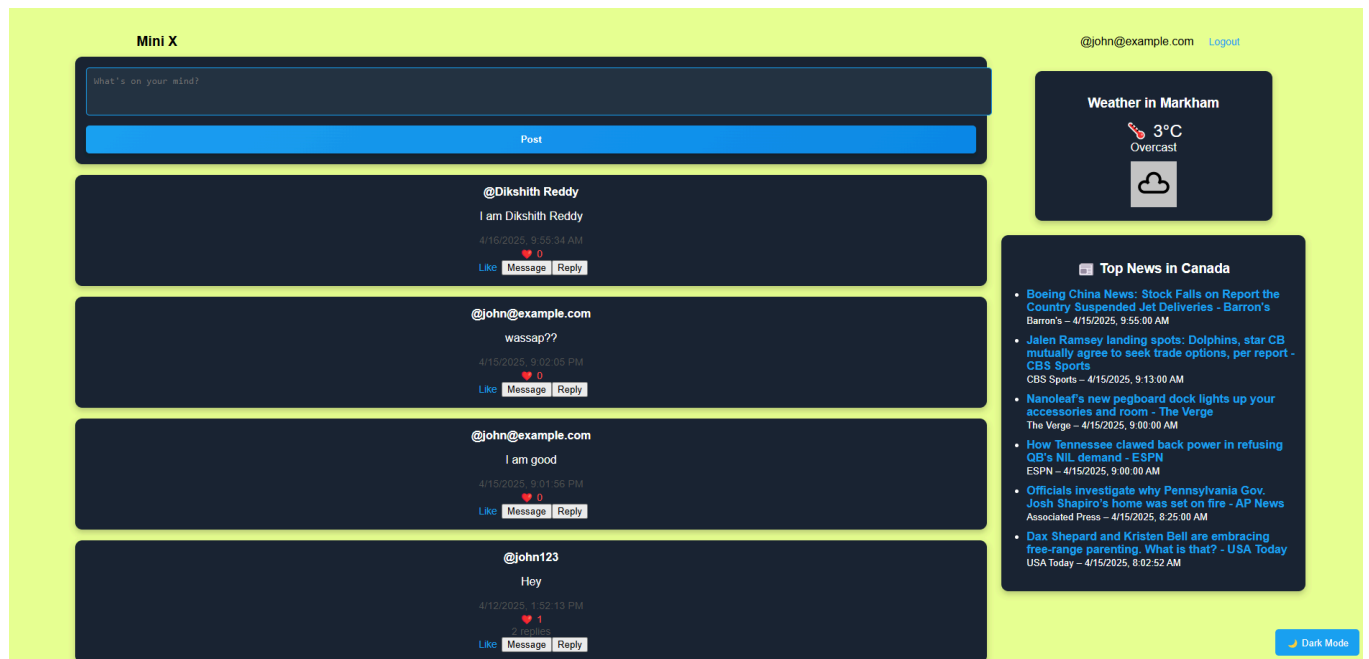 Mini X
@john@example.com Logout
What's on your mind?
Post
@Dikshith Reddy
I am Dikshith Reddy
4/16/2025, 9:55:34 AM
❤️ 0
Like Message Reply
@john@example.com
wassap??
4/15/2025, 9:02:05 PM
❤️ 0
Like Message Reply
@john@example.com
I am good
4/15/2025, 9:01:56 PM
❤️ 0
Like Message Reply
@john123
Hey
4/12/2025, 1:52:13 PM
❤️ 1
2 replies
Like Message Reply
Weather in Markham
🌡️ 3°C
Overcast
📰 Top News in Canada
• Boeing China News: Stock Falls on Report the
Country Suspended Jet Deliveries - Barron's
Barron's – 4/15/2025, 9:55:00 AM
• Jalen Ramsey landing spots: Dolphins, star CB
mutually agree to seek trade options, per report -
CBS Sports
CBS Sports – 4/15/2025, 9:13:00 AM
• Nanoleaf's new pegboard dock lights up your
accessories and room - The Verge
The Verge – 4/15/2025, 9:00:00 AM
• How Tennessee clawed back power in refusing
QB's NIL demand - ESPN
ESPN – 4/15/2025, 9:00:00 AM
• Officials investigate why Pennsylvania Gov.
Josh Shapiro's home was set on fire - AP News
Associated Press – 4/15/2025, 8:25:00 AM
• Dax Shepard and Kristen Bell are embracing
free-range parenting. What is that? - USA Today
USA Today – 4/15/2025, 8:02:52 AM
🌙 Dark Mode